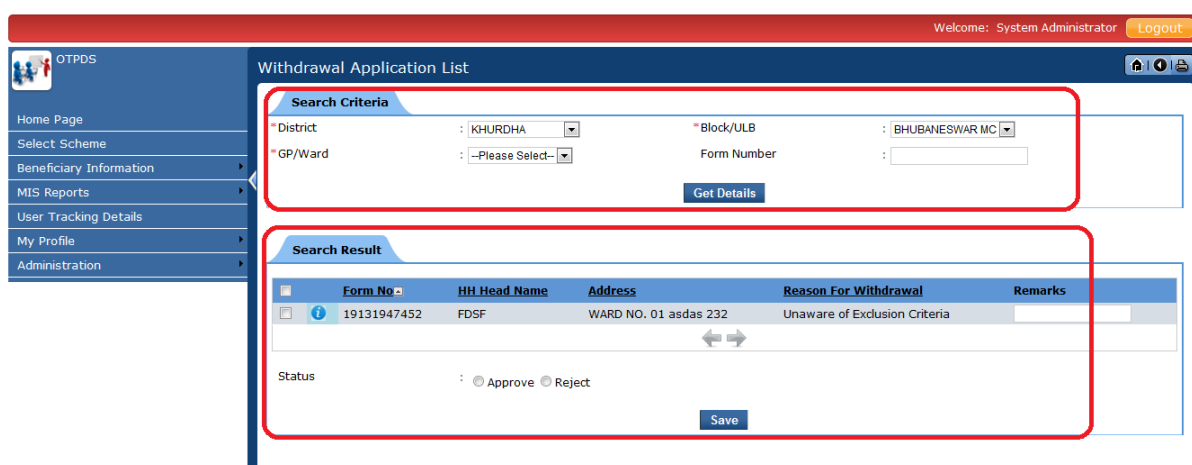 Welcome: System Administrator Logout
OTPDS
Home Page
Select Scheme
Beneficiary Information
MIS Reports
User Tracking Details
My Profile
Administration
Withdrawal Application List
Search Criteria
*District : KHURDHA *Block/ULB : BHUBANESWAR MC
*GP/Ward : --Please Select-- Form Number :
Get Details
Search Result
Form No HH Head Name Address Reason For Withdrawal Remarks
19131947452 FDSF WARD NO. 01 asdas 232 Unaware of Exclusion Criteria
Status : Approve Reject
Save